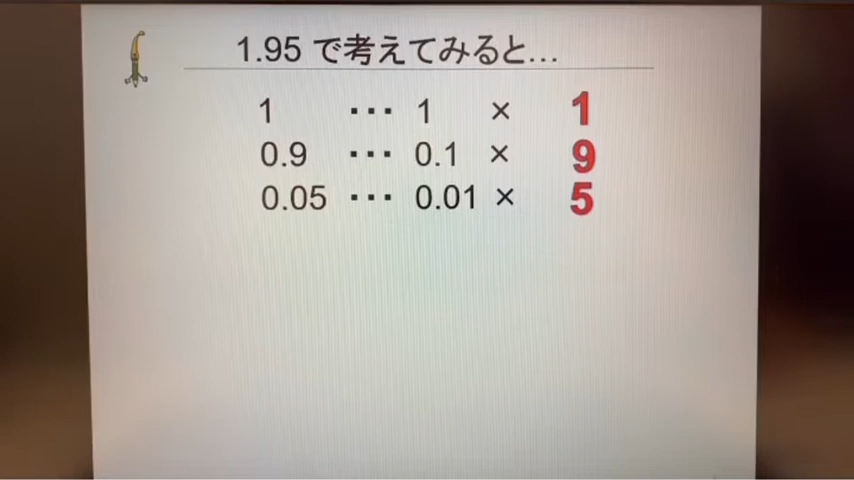 1.95 で考えてみると…
1 … 1 × 1
0.9 … 0.1 × 9
0.05 … 0.01 × 5